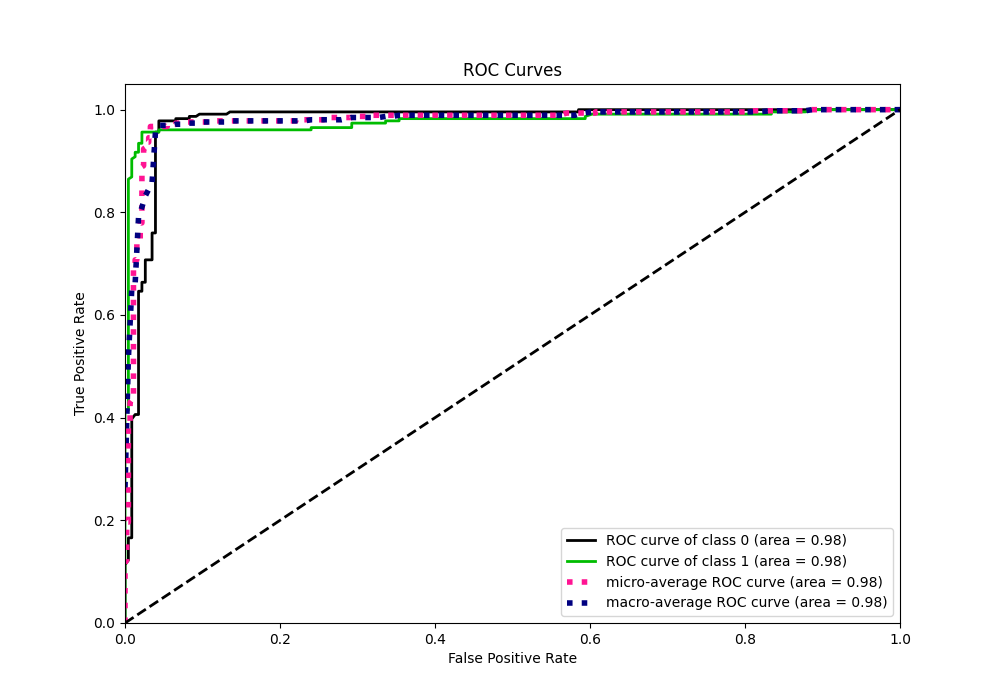 ROC Curves
1.0
0.8
0.6
0.4
0.2
0.0
True Positive Rate
0.0 0.2 0.4 0.6 0.8 1.0
False Positive Rate
ROC curve of class 0 (area = 0.98)
ROC curve of class 1 (area = 0.98)
micro-average ROC curve (area = 0.98)
macro-average ROC curve (area = 0.98)